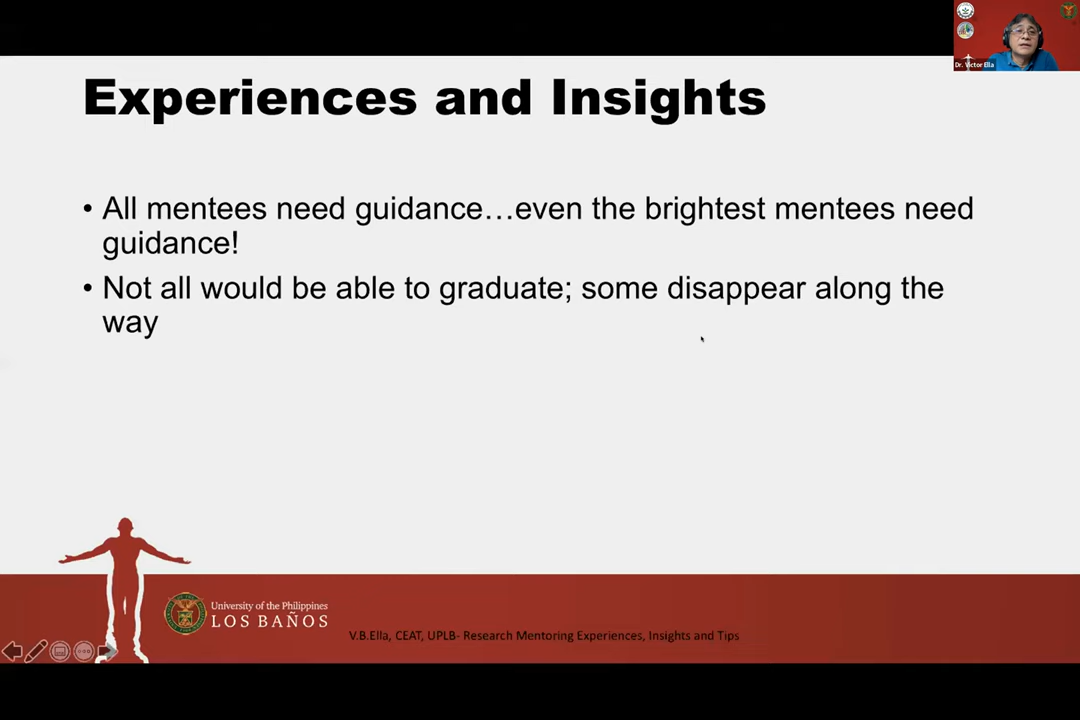 Dr. Victor Ella
Experiences and Insights
• All mentees need guidance…even the brightest mentees need
guidance!
• Not all would be able to graduate; some disappear along the
way
University of the Philippines
LOS BAÑOS
V.B.Ella, CEAT, UPLB- Research Mentoring Experiences, Insights and Tips